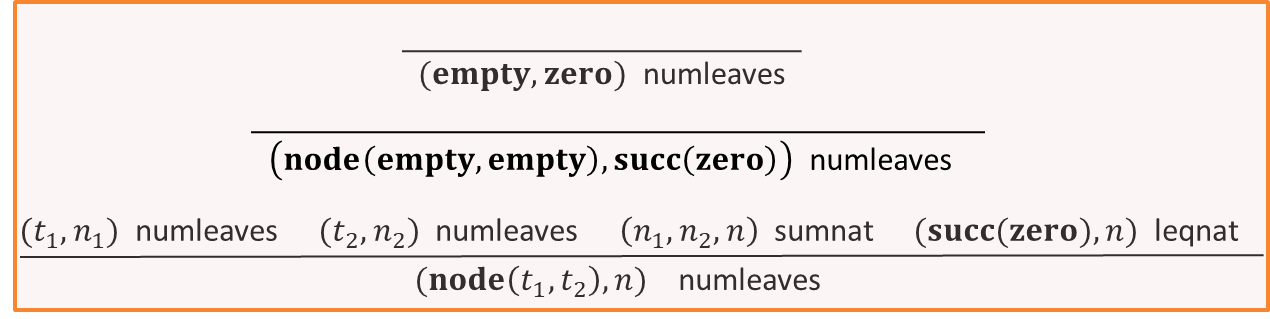 (empty, zero) numleaves
(node(empty, empty), succ(zero)) numleaves
(t₁, n₁) numleaves (t₂, n₂) numleaves (n₁, n₂, n) sumnat (succ(zero), n) leqnat
(node(t₁, t₂), n) numleaves